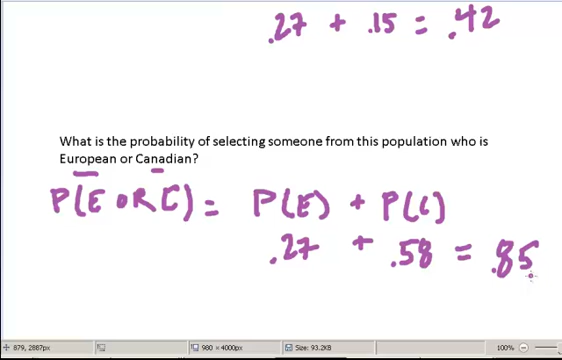 .27 + .15 = .42
What is the probability of selecting someone from this population who is
European or Canadian?
P(E OR C) = P(E) + P(C)
.27 + .58 = .85
879, 2887px 980 × 4000px Size: 93.2KB 100%